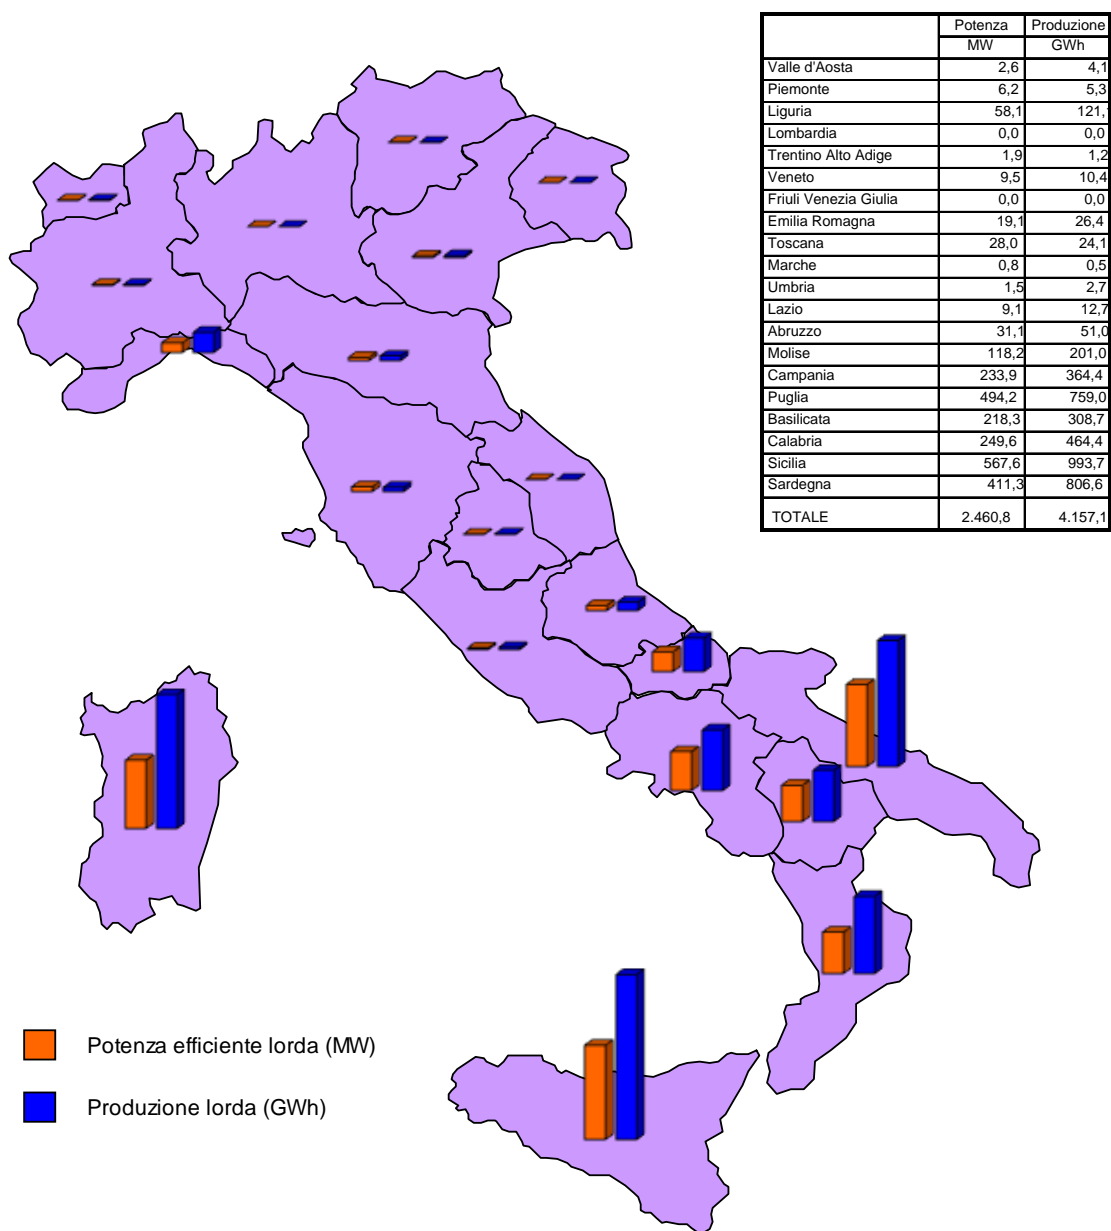 Potenza Produzione
MW GWh
Valle d'Aosta 2,6 4,1
Piemonte 6,2 5,3
Liguria 58,1 121,
Lombardia 0,0 0,0
Trentino Alto Adige 1,9 1,2
Veneto 9,5 10,4
Friuli Venezia Giulia 0,0 0,0
Emilia Romagna 19,1 26,4
Toscana 28,0 24,1
Marche 0,8 0,5
Umbria 1,5 2,7
Lazio 9,1 12,7
Abruzzo 31,1 51,0
Molise 118,2 201,0
Campania 233,9 364,4
Puglia 494,2 759,0
Basilicata 218,3 308,7
Calabria 249,6 464,4
Sicilia 567,6 993,7
Sardegna 411,3 806,6
TOTALE 2.460,8 4.157,1
Potenza efficiente lorda (MW)
Produzione lorda (GWh)